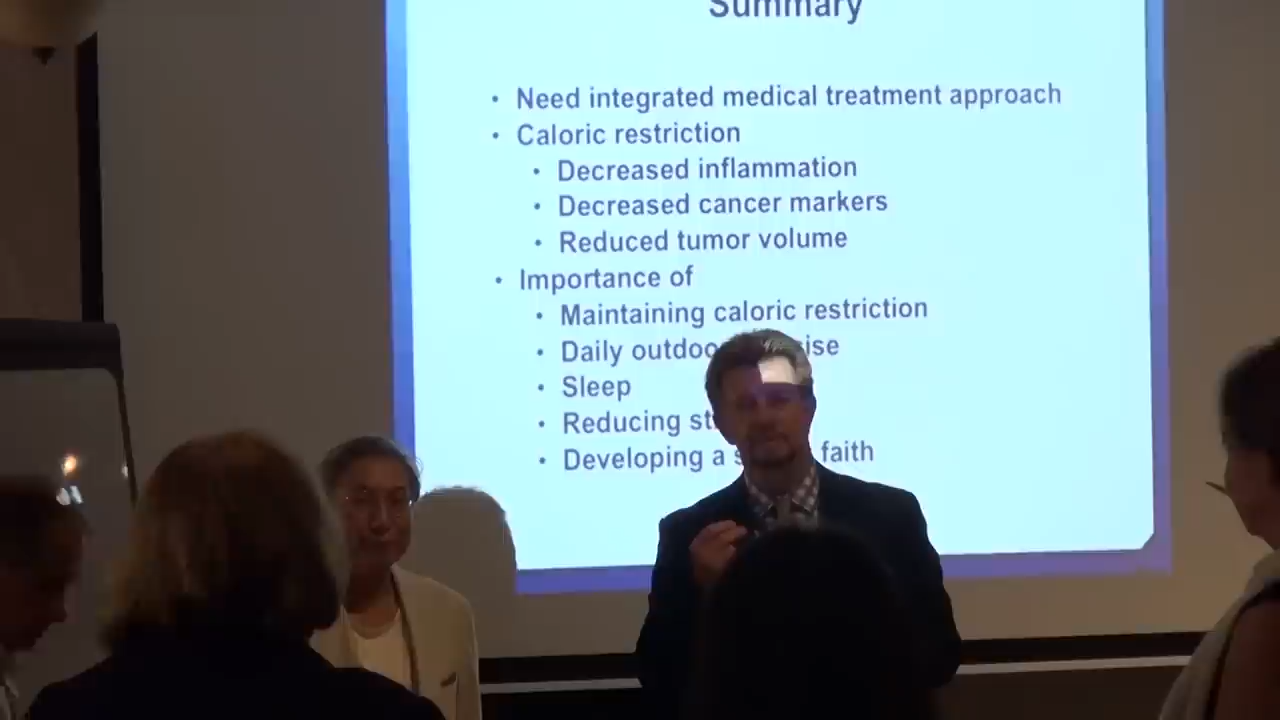 Summary
• Need integrated medical treatment approach
• Caloric restriction
• Decreased inflammation
• Decreased cancer markers
• Reduced tumor volume
• Importance of
• Maintaining caloric restriction
• Daily outdoor
• Sleep
• Reducing
• Developing a faith